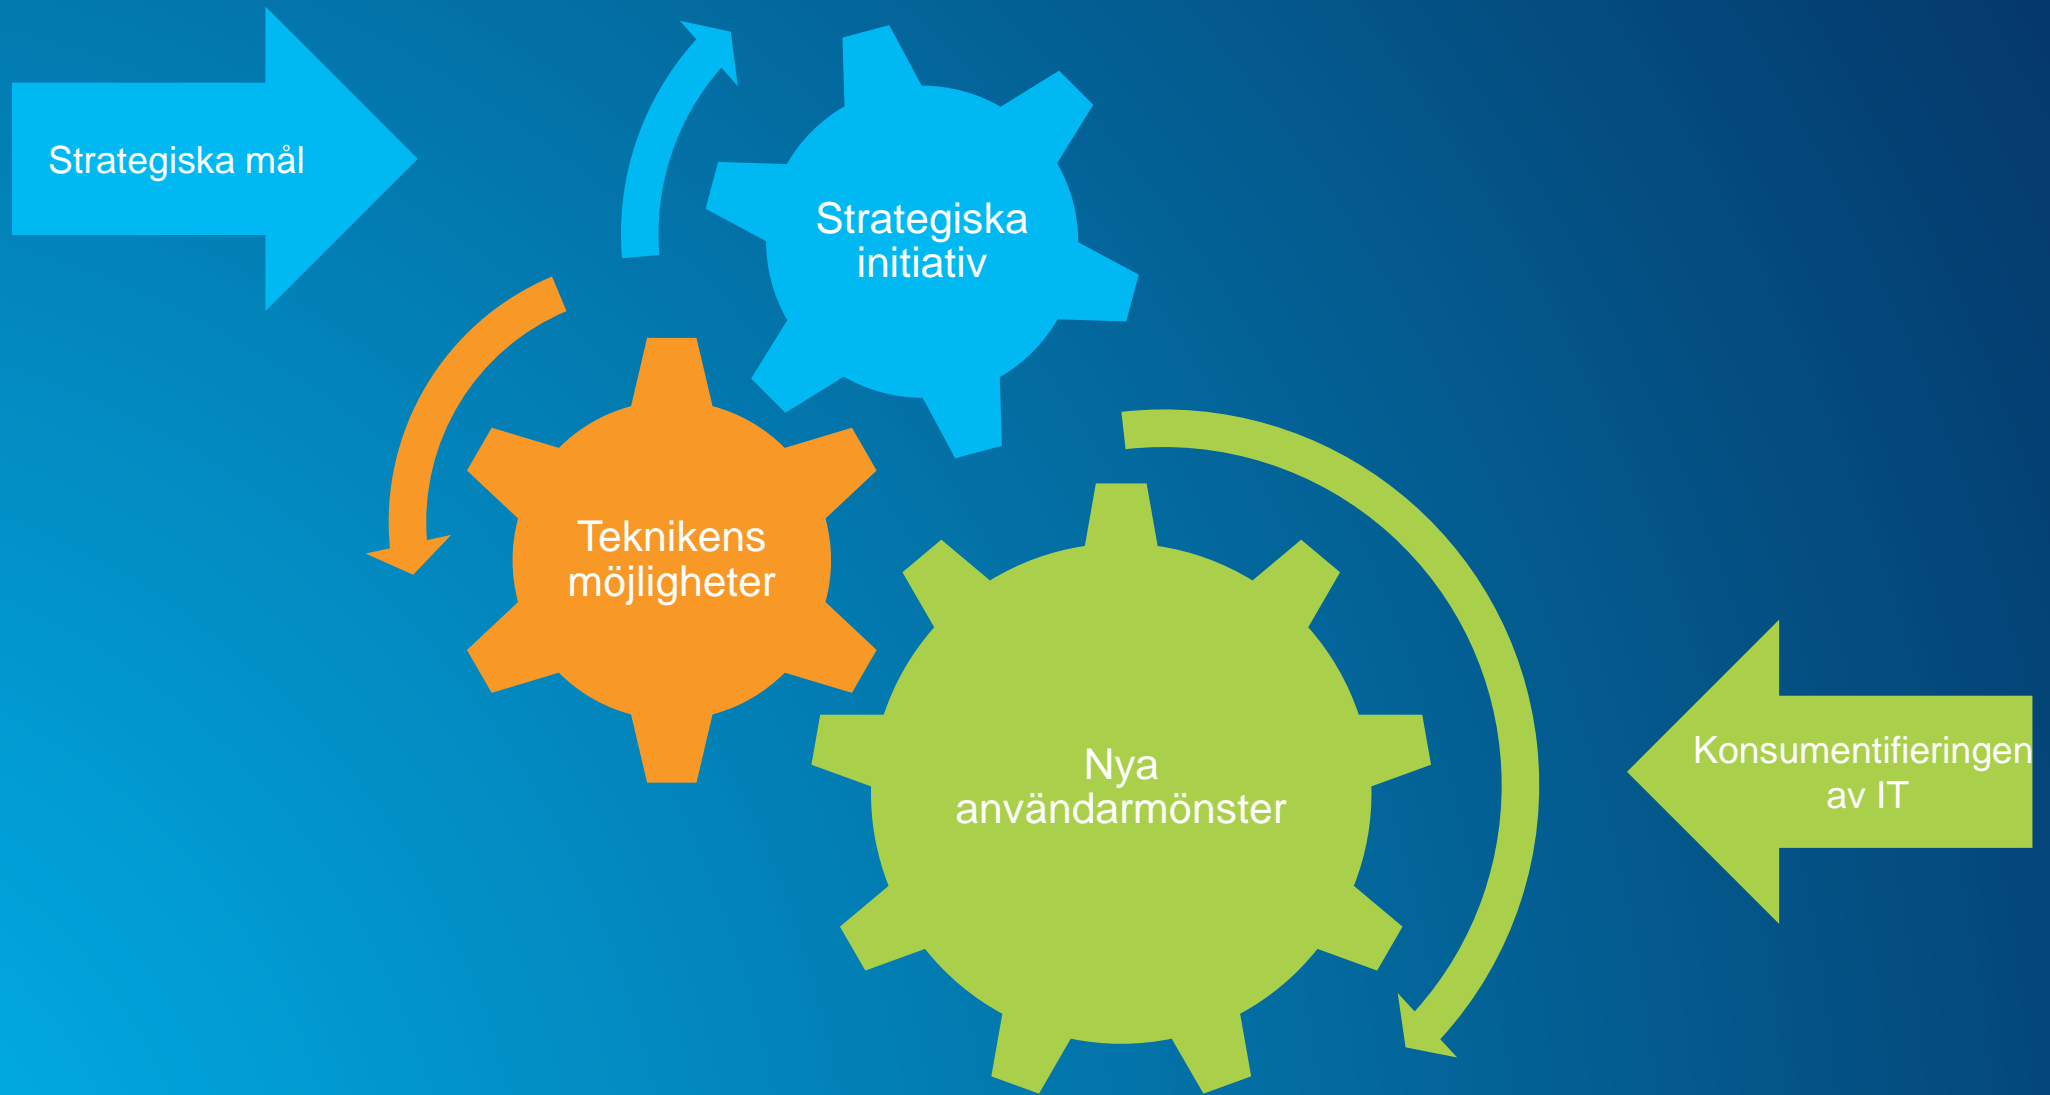 Strategiska mål
Strategiska
initiativ
Teknikens
möjligheter
Nya
användarmönster
Konsumentifieringen
av IT